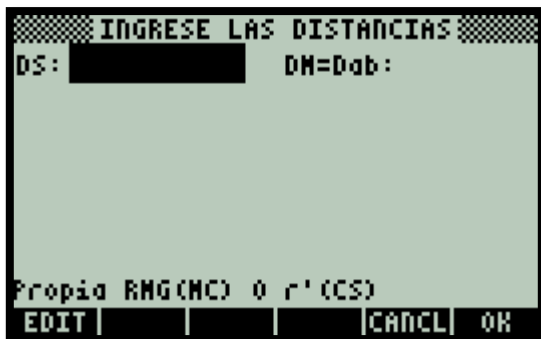 INGRESE LAS DISTANCIAS
DS: DM=Dab:
Propia RMG(MC) O r'(CS)
EDIT CANCL OK